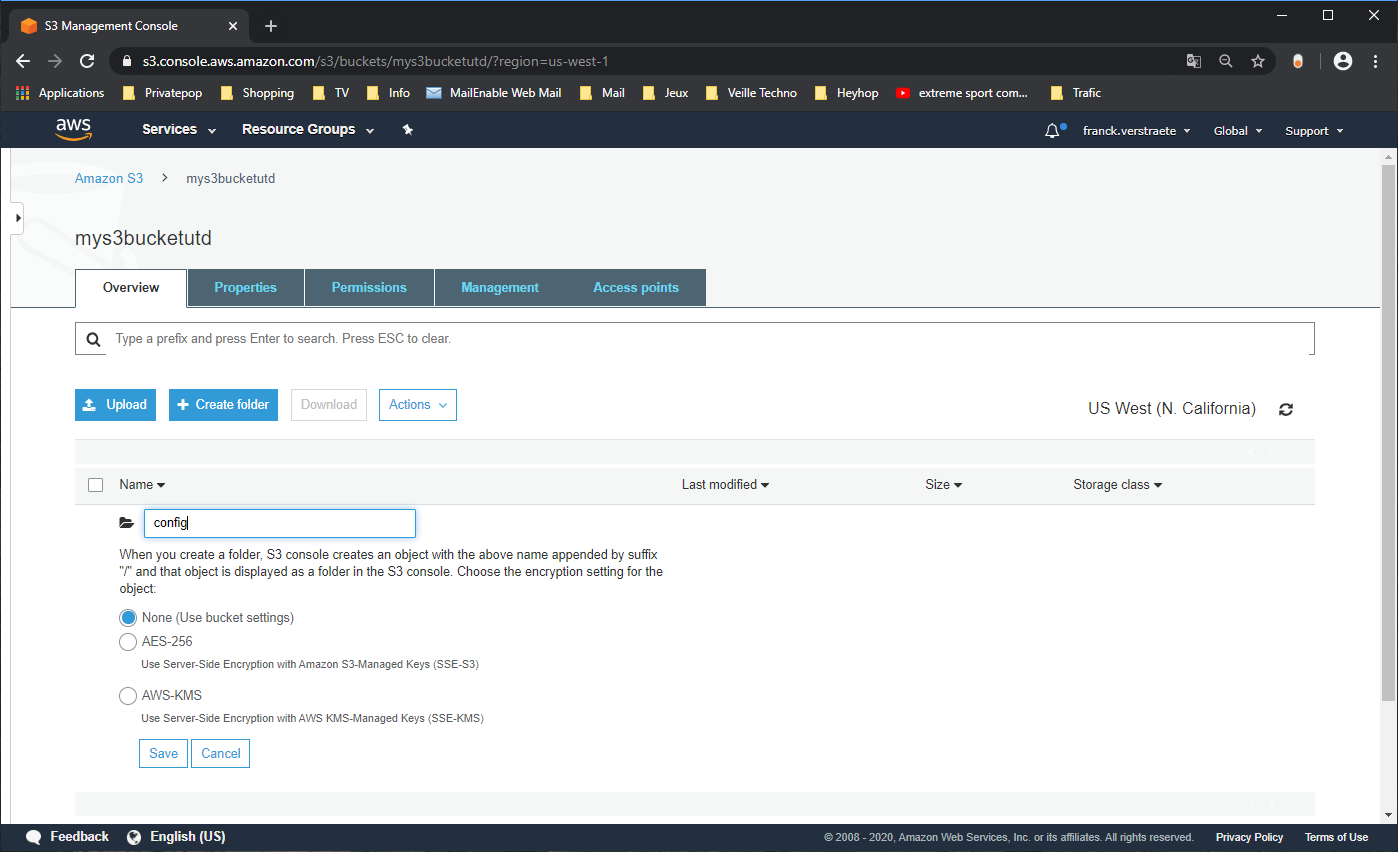 S3 Management Console
s3.console.aws.amazon.com/s3/buckets/mys3bucketutd/?region=us-west-1
Applications Privatepop Shopping TV Info MailEnable Web Mail Mail Jeux Veille Techno Heyhop extreme sport com... Trafic
aws Services Resource Groups franck.verstraete Global Support
Amazon S3 > mys3bucketutd
mys3bucketutd
Overview Properties Permissions Management Access points
Type a prefix and press Enter to search. Press ESC to clear.
Upload + Create folder Download Actions US West (N. California)
Name Last modified Size Storage class
config
When you create a folder, S3 console creates an object with the above name appended by suffix
"/" and that object is displayed as a folder in the S3 console. Choose the encryption setting for the
object:
None (Use bucket settings)
AES-256
Use Server-Side Encryption with Amazon S3-Managed Keys (SSE-S3)
AWS-KMS
Use Server-Side Encryption with AWS KMS-Managed Keys (SSE-KMS)
Save Cancel
Feedback English (US) © 2008 - 2020, Amazon Web Services, Inc. or its affiliates. All rights reserved. Privacy Policy Terms of Use